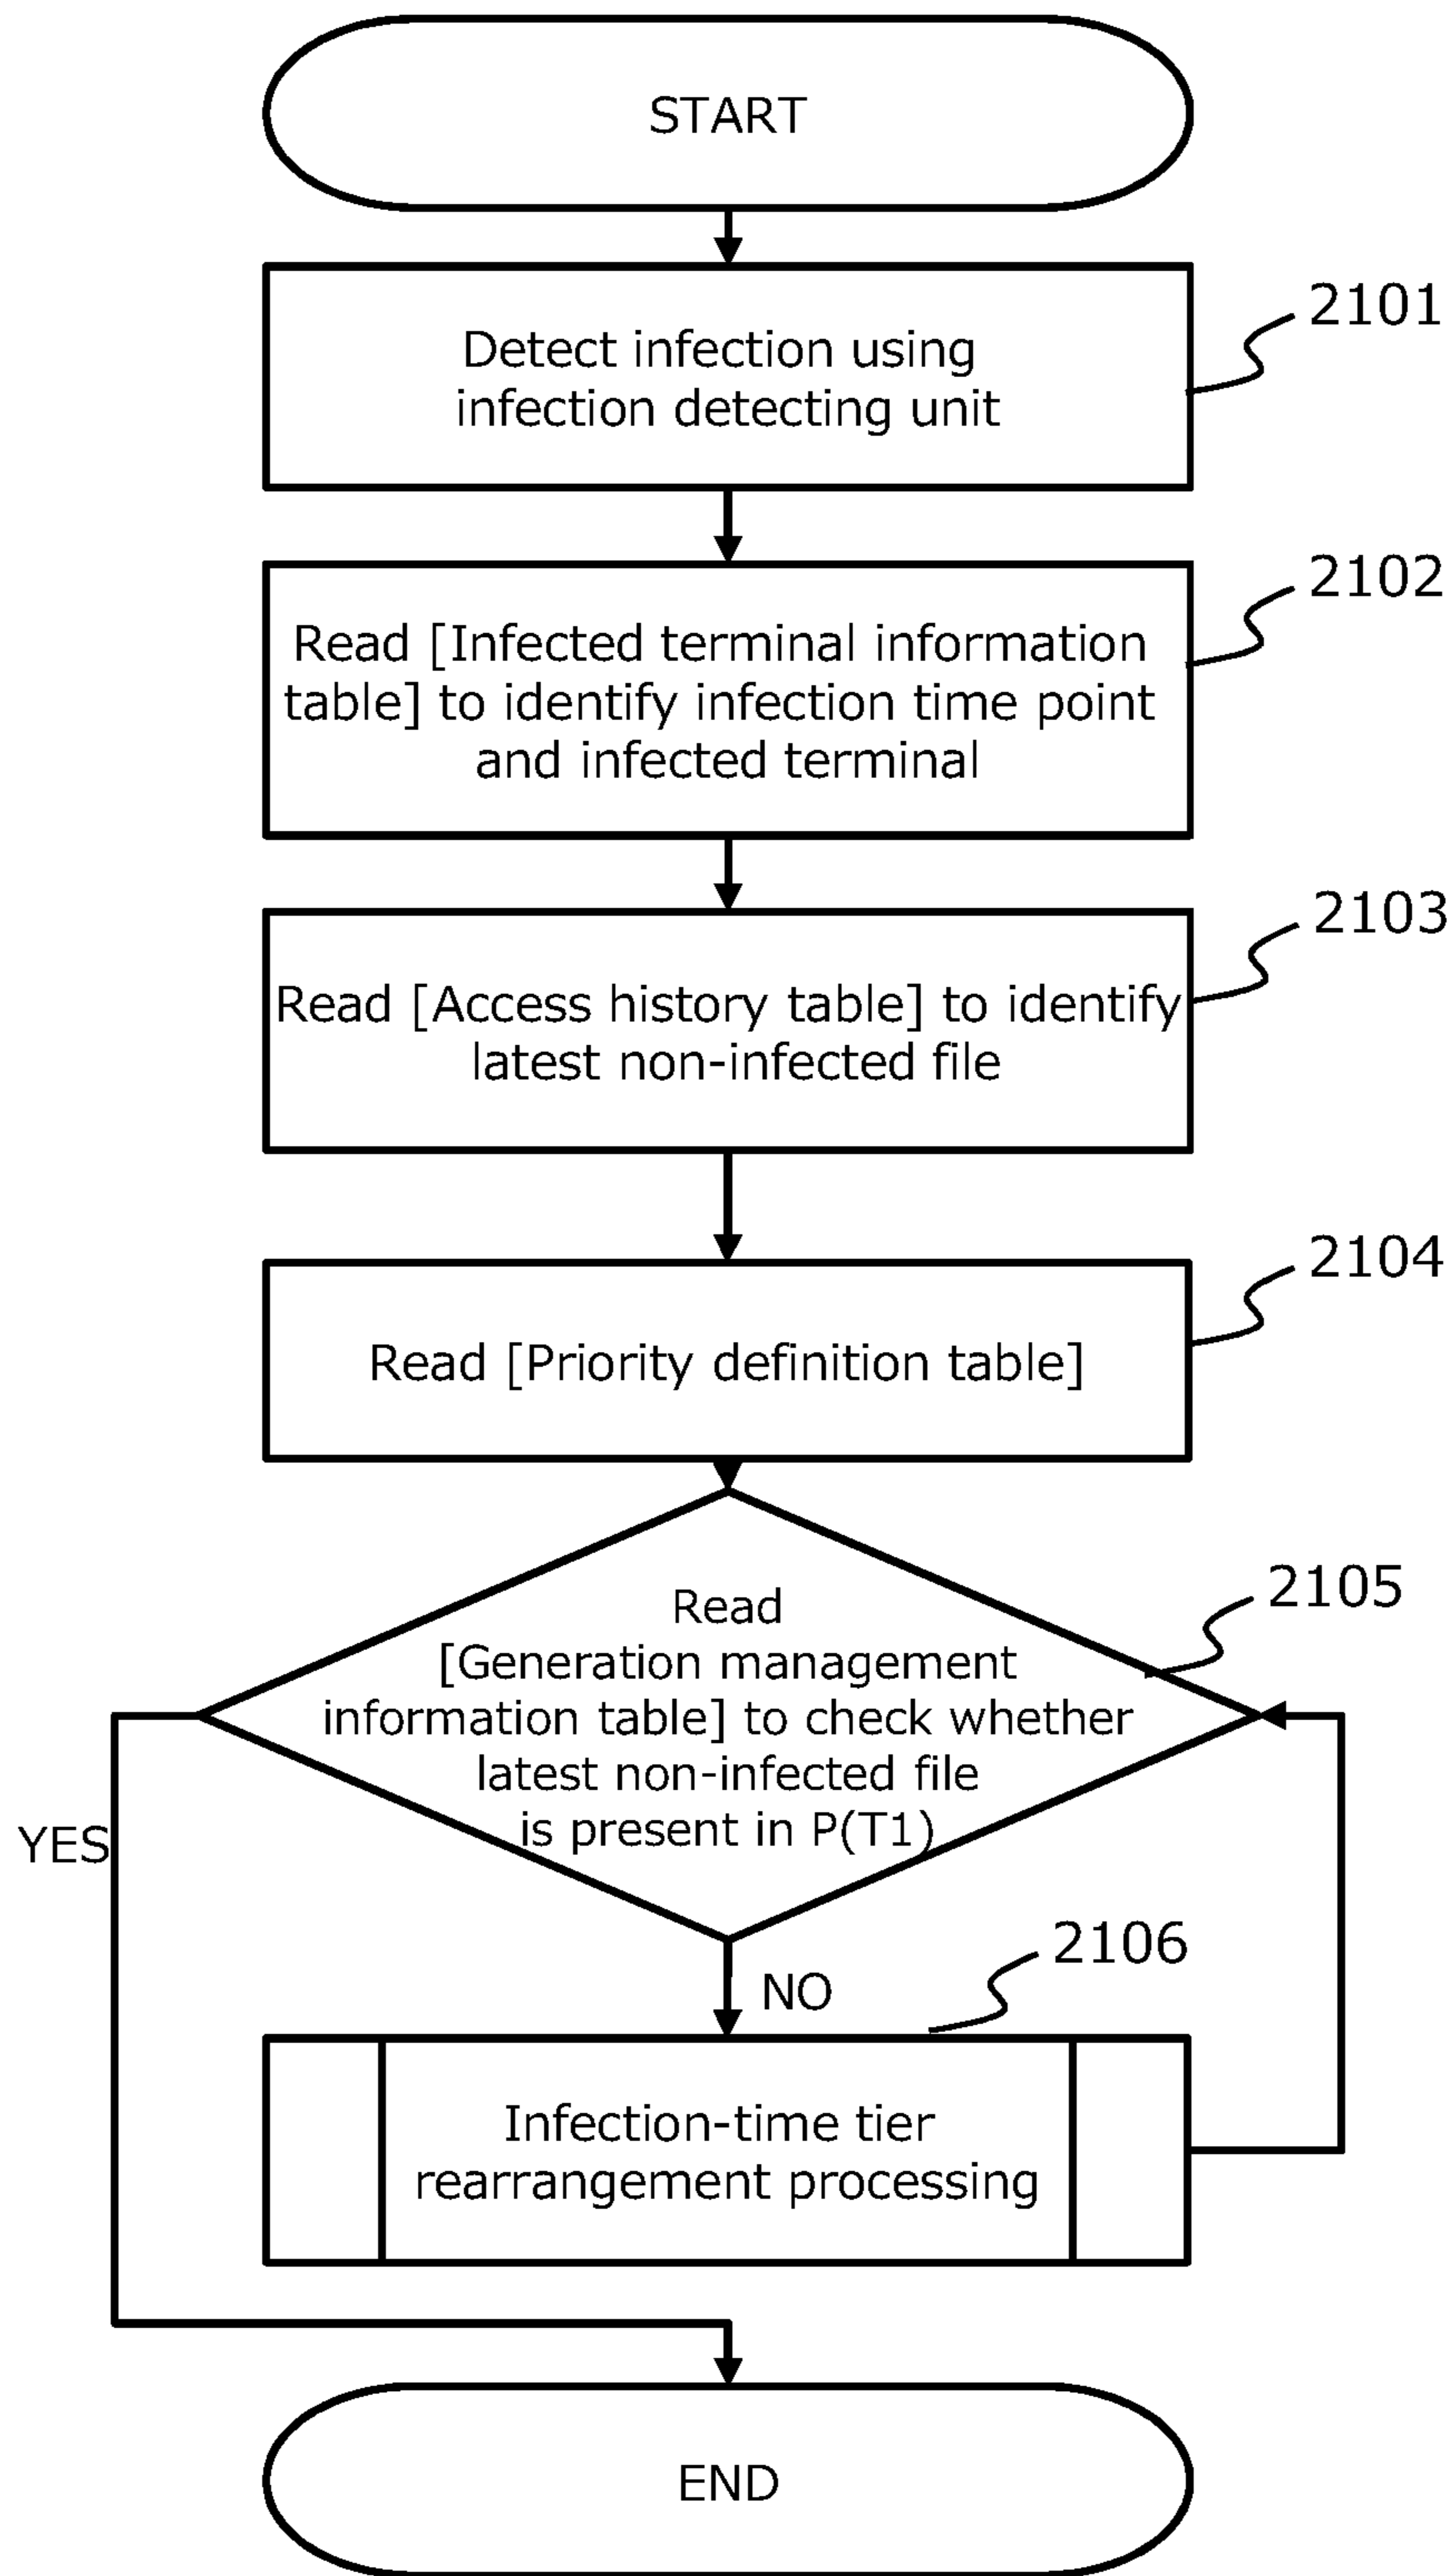 START
Detect infection using
infection detecting unit
2101
Read [Infected terminal information
table] to identify infection time point
and infected terminal
2102
Read [Access history table] to identify
latest non-infected file
2103
Read [Priority definition table]
2104
Read
[Generation management
information table] to check whether
latest non-infected file
is present in P(T1)
2105
YES
NO
2106
Infection-time tier
rearrangement processing
END